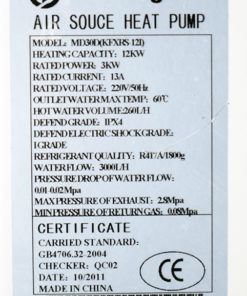 AIR SOUCE HEAT PUMP
MODEL: MD30D(KFXRS-12I)
HEATING CAPACITY: 12KW
RATED POWER: 3KW
RATED CURRENT: 13A
RATED VOLTAGE: 220V/50Hz
OUTLET WATER MAX TEMP: 60℃
HOT WATER VOLUME:260L/H
DEFEND GRADE: IPX4
DEFEND ELECTRIC SHOCK GRADE:
I GRADE
REFRIGERANT QUALITY: R417A/1800g
WATER FLOW: 3000L/H
PRESSURE DROP OF WATER FLOW:
0.01-0.02Mpa
MAX PRESSURE OF EXHAUST: 2.8Mpa
MIN PRESSURE OF RETURN GAS: 0.08Mpa
CERTIFICATE
CARRIED STANDARD:
GB4706.32-2004
CHECKER: QC02
DATE: 10/2011
MADE IN CHINA
CE